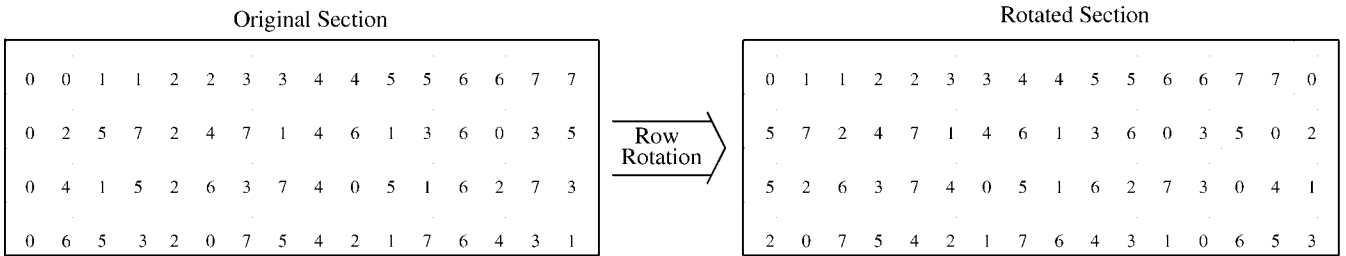 Original Section
Rotated Section
0 0 1 1 2 2 3 3 4 4 5 5 6 6 7 7
0 2 5 7 2 4 7 1 4 6 1 3 6 0 3 5
0 4 1 5 2 6 3 7 4 0 5 1 6 2 7 3
0 6 5 3 2 0 7 5 4 2 1 7 6 4 3 1
Row
Rotation
0 1 1 2 2 3 3 4 4 5 5 6 6 7 7 0
5 7 2 4 7 1 4 6 1 3 6 0 3 5 0 2
5 2 6 3 7 4 0 5 1 6 2 7 3 0 4 1
2 0 7 5 4 2 1 7 6 4 3 1 0 6 5 3